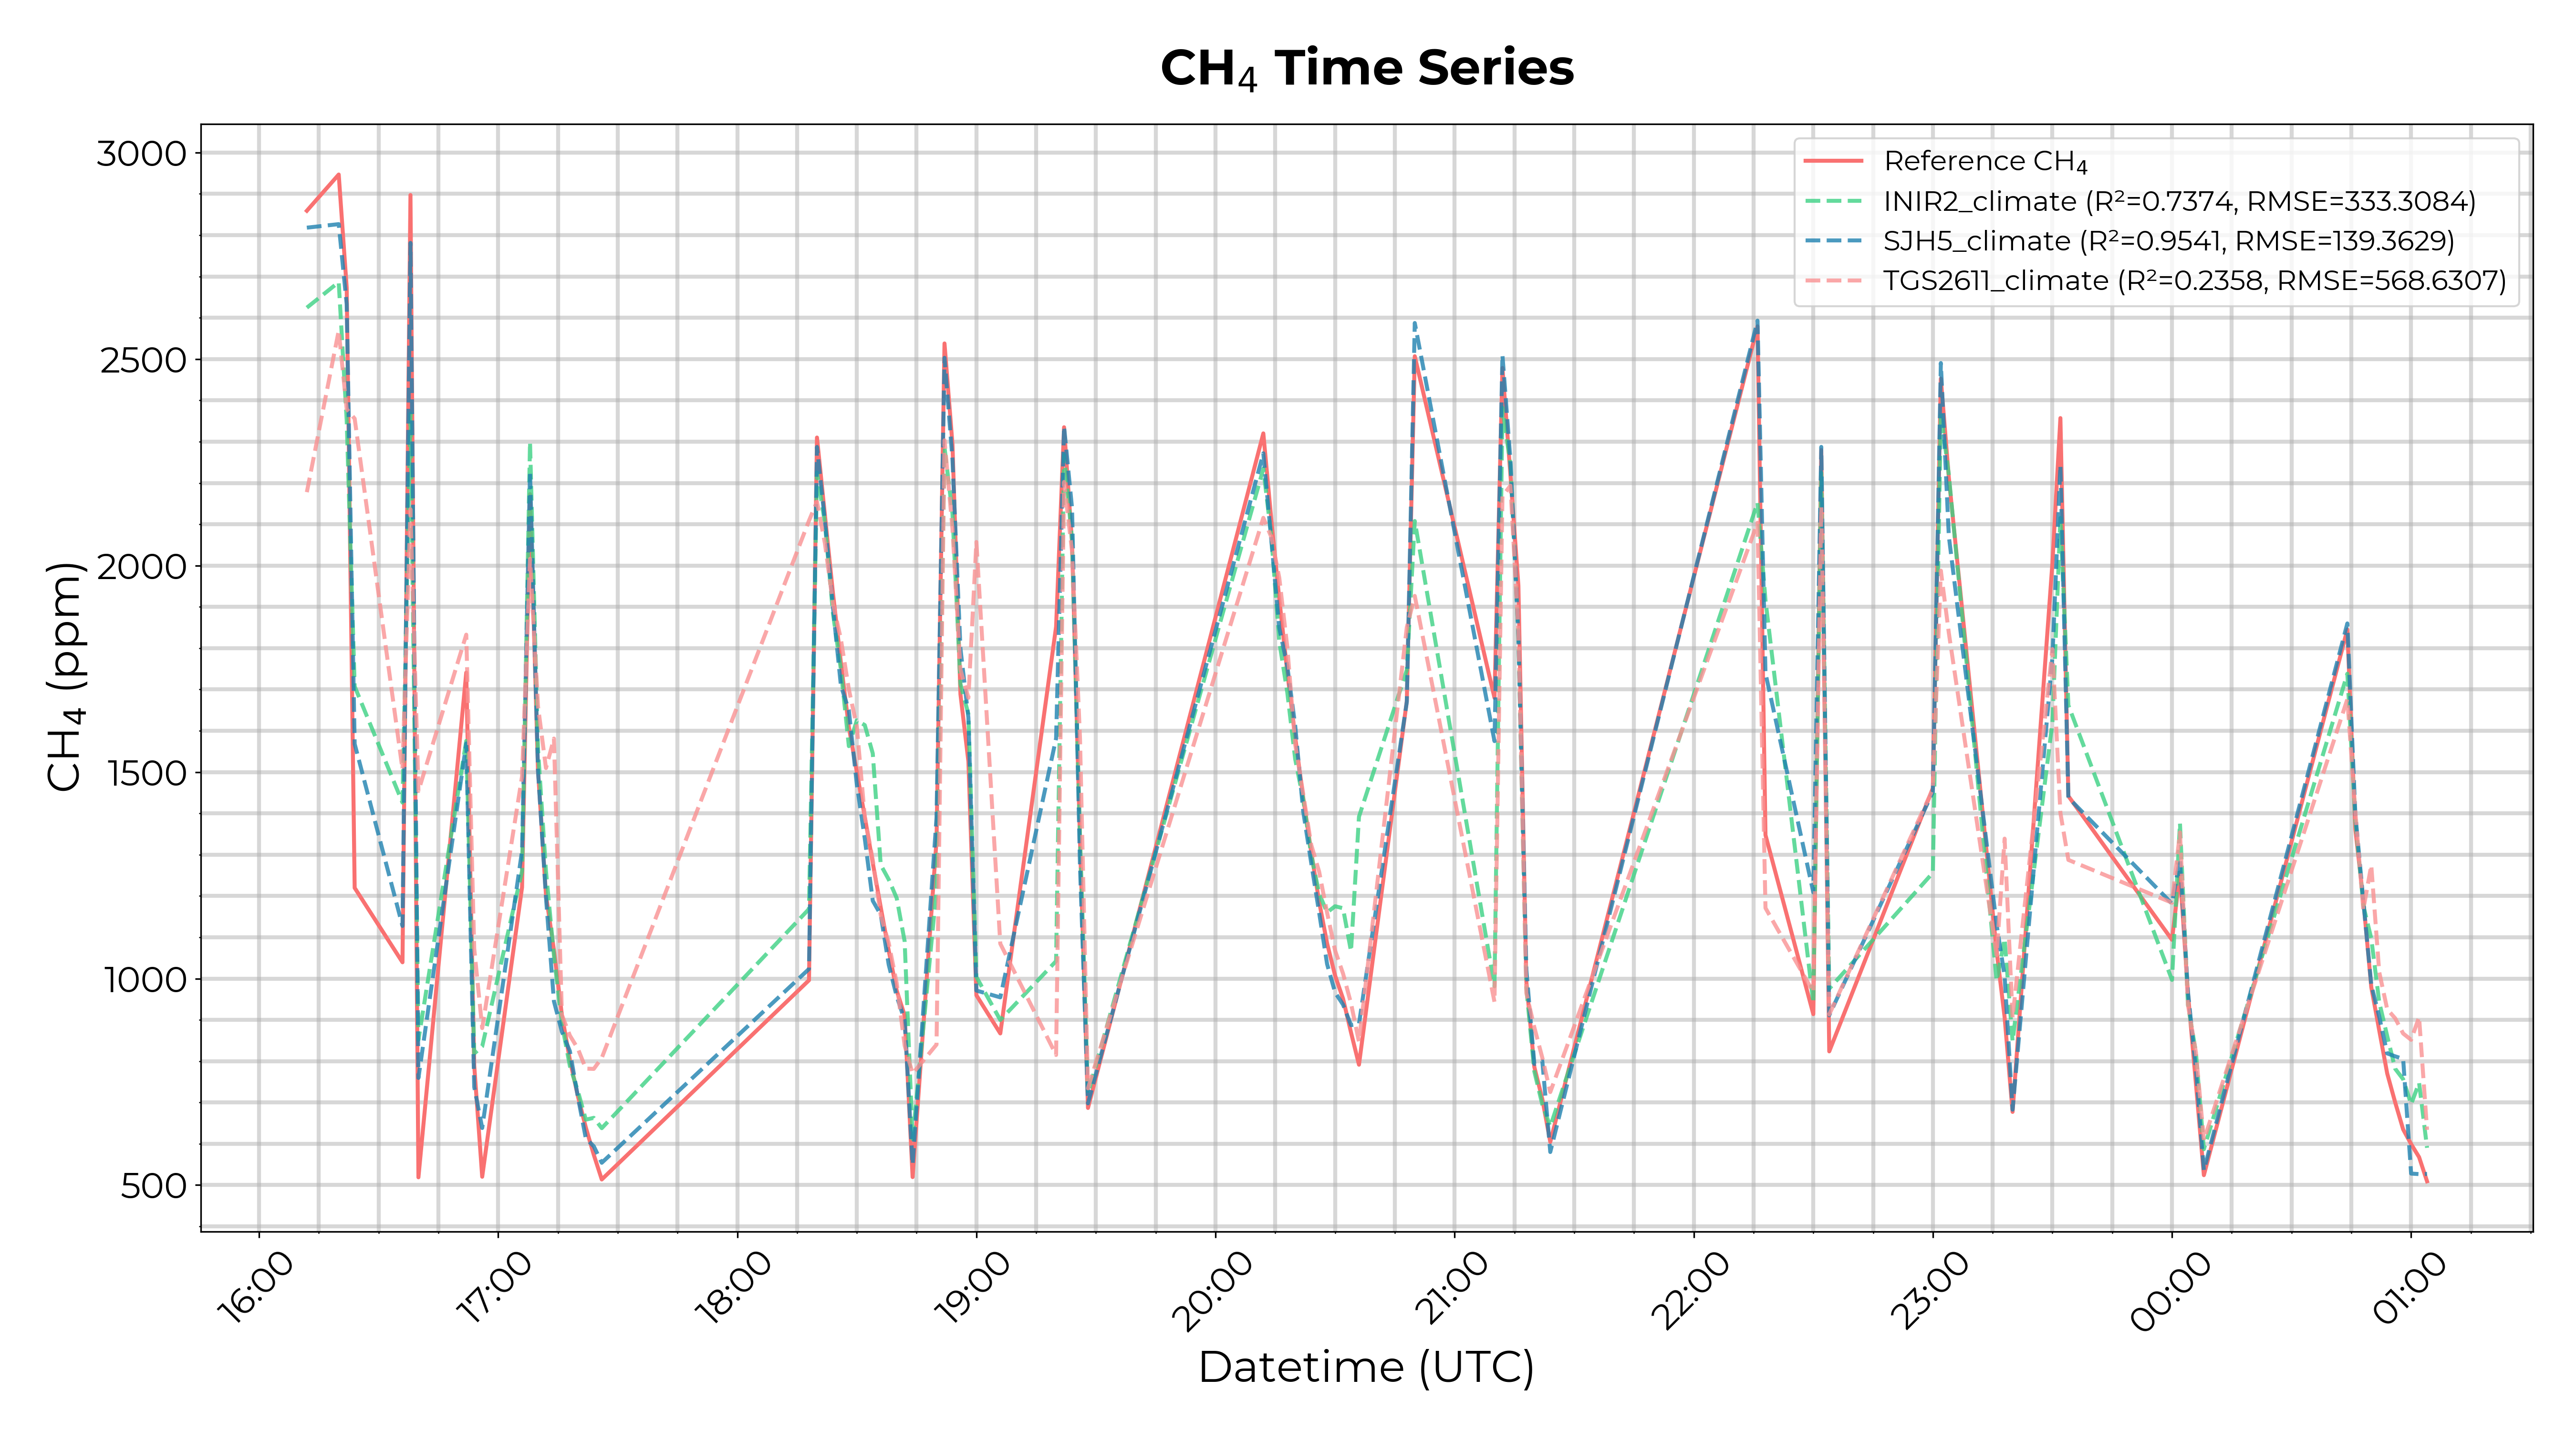 CH₄ Time Series
Reference CH₄
INIR2_climate (R²=0.7374, RMSE=333.3084)
SJH5_climate (R²=0.9541, RMSE=139.3629)
TGS2611_climate (R²=0.2358, RMSE=568.6307)
CH₄ (ppm)
3000
2500
2000
1500
1000
500
16:00
17:00
18:00
19:00
20:00
21:00
22:00
23:00
00:00
01:00
Datetime (UTC)